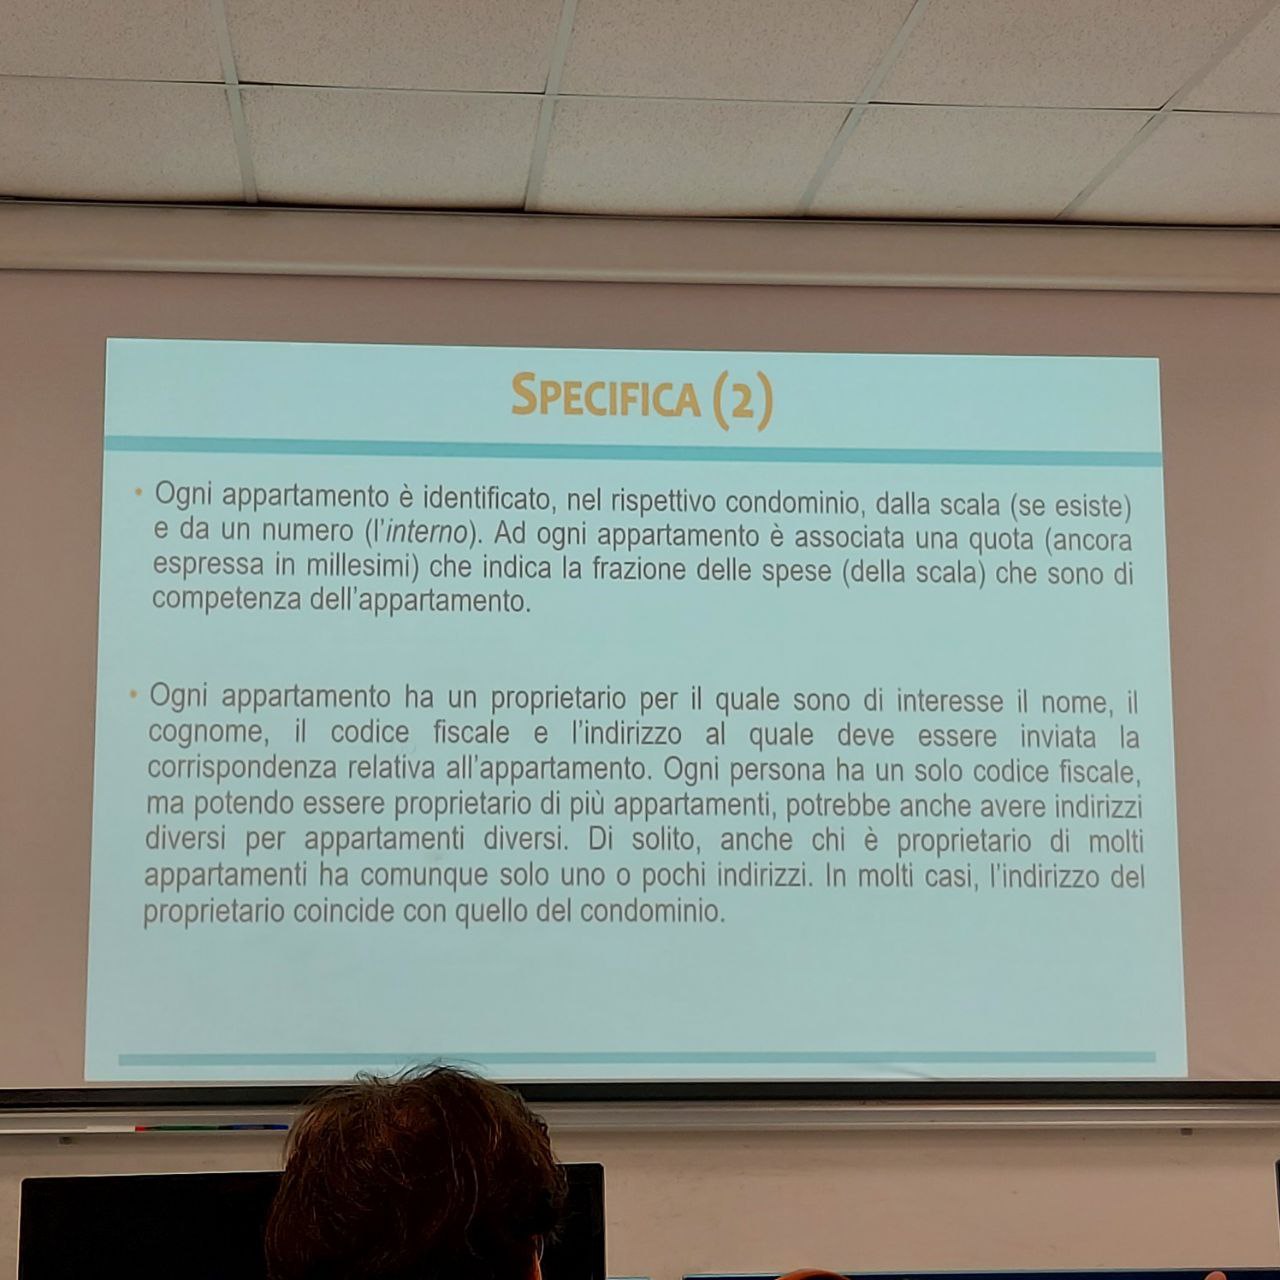 SPECIFICA (2)
• Ogni appartamento è identificato, nel rispettivo condominio, dalla scala (se esiste)
e da un numero (l'interno). Ad ogni appartamento è associata una quota (ancora
espressa in millesimi) che indica la frazione delle spese (della scala) che sono di
competenza dell'appartamento.
• Ogni appartamento ha un proprietario per il quale sono di interesse il nome, il
cognome, il codice fiscale e l'indirizzo al quale deve essere inviata la
corrispondenza relativa all'appartamento. Ogni persona ha un solo codice fiscale,
ma potendo essere proprietario di più appartamenti, potrebbe anche avere indirizzi
diversi per appartamenti diversi. Di solito, anche chi è proprietario di molti
appartamenti ha comunque solo uno o pochi indirizzi. In molti casi, l'indirizzo del
proprietario coincide con quello del condominio.